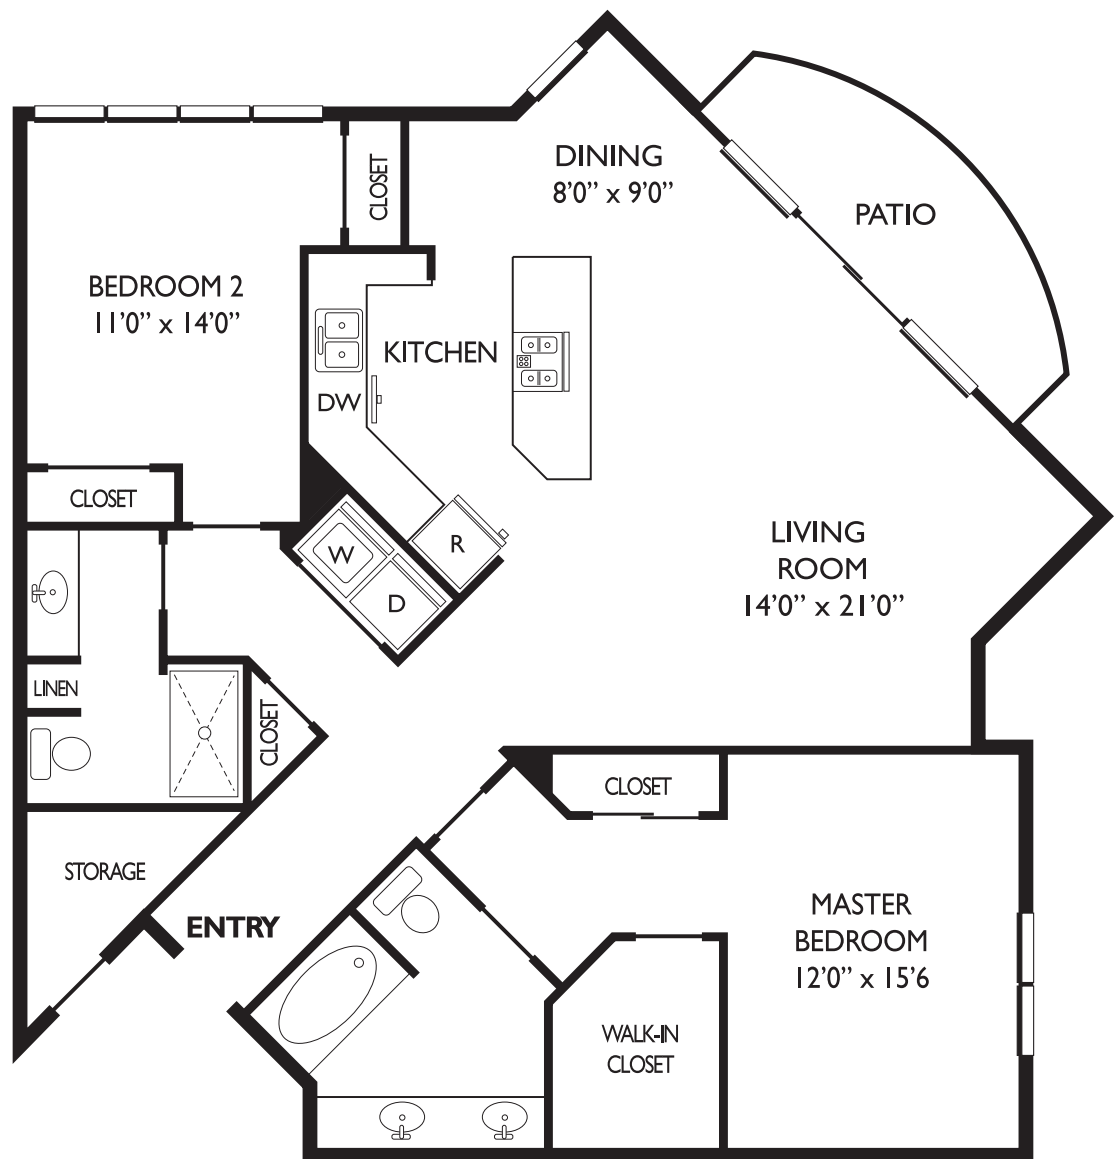 DINING
8’0” x 9’0”
CLOSET
PATIO
BEDROOM 2
11’0” x 14’0”
KITCHEN
DW
CLOSET
LIVING
ROOM
14’0” x 21’0”
W
R
D
LINEN
CLOSET
CLOSET
STORAGE
ENTRY
MASTER
BEDROOM
12’0” x 15’6
WALK-IN
CLOSET